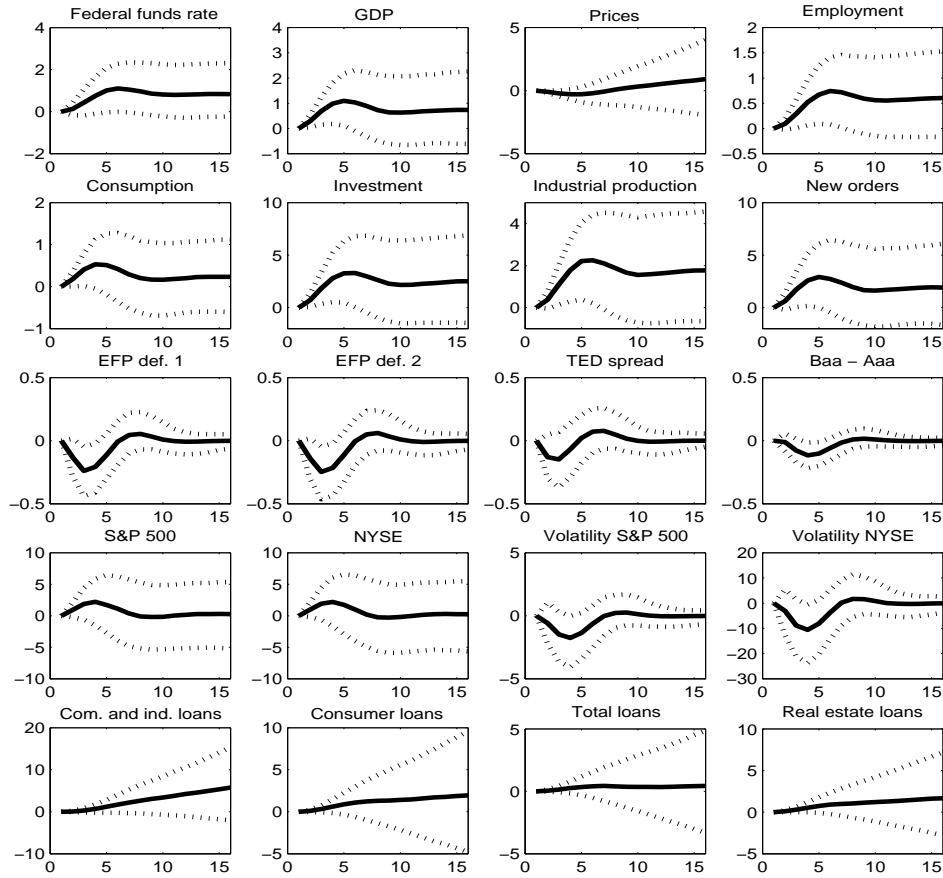 Federal funds rate
4
2
0
−2
0 5 10 15
GDP
4
3
2
1
0
−1
0 5 10 15
Prices
5
0
−5
0 5 10 15
Employment
2
1.5
1
0.5
0
−0.5
0 5 10 15
Consumption
2
1
0
−1
0 5 10 15
Investment
10
5
0
0 5 10 15
Industrial production
4
2
0
0 5 10 15
New orders
10
5
0
0 5 10 15
EFP def. 1
0.5
0
−0.5
0 5 10 15
EFP def. 2
0.5
0
−0.5
0 5 10 15
TED spread
0.5
0
−0.5
0 5 10 15
Baa − Aaa
0.5
0
−0.5
0 5 10 15
S&P 500
10
5
0
−5
−10
0 5 10 15
NYSE
10
5
0
−5
−10
0 5 10 15
Volatility S&P 500
5
0
−5
0 5 10 15
Volatility NYSE
20
10
0
−10
−20
−30
0 5 10 15
Com. and ind. loans
20
10
0
−10
0 5 10 15
Consumer loans
10
5
0
−5
0 5 10 15
Total loans
5
0
−5
0 5 10 15
Real estate loans
10
5
0
−5
0 5 10 15